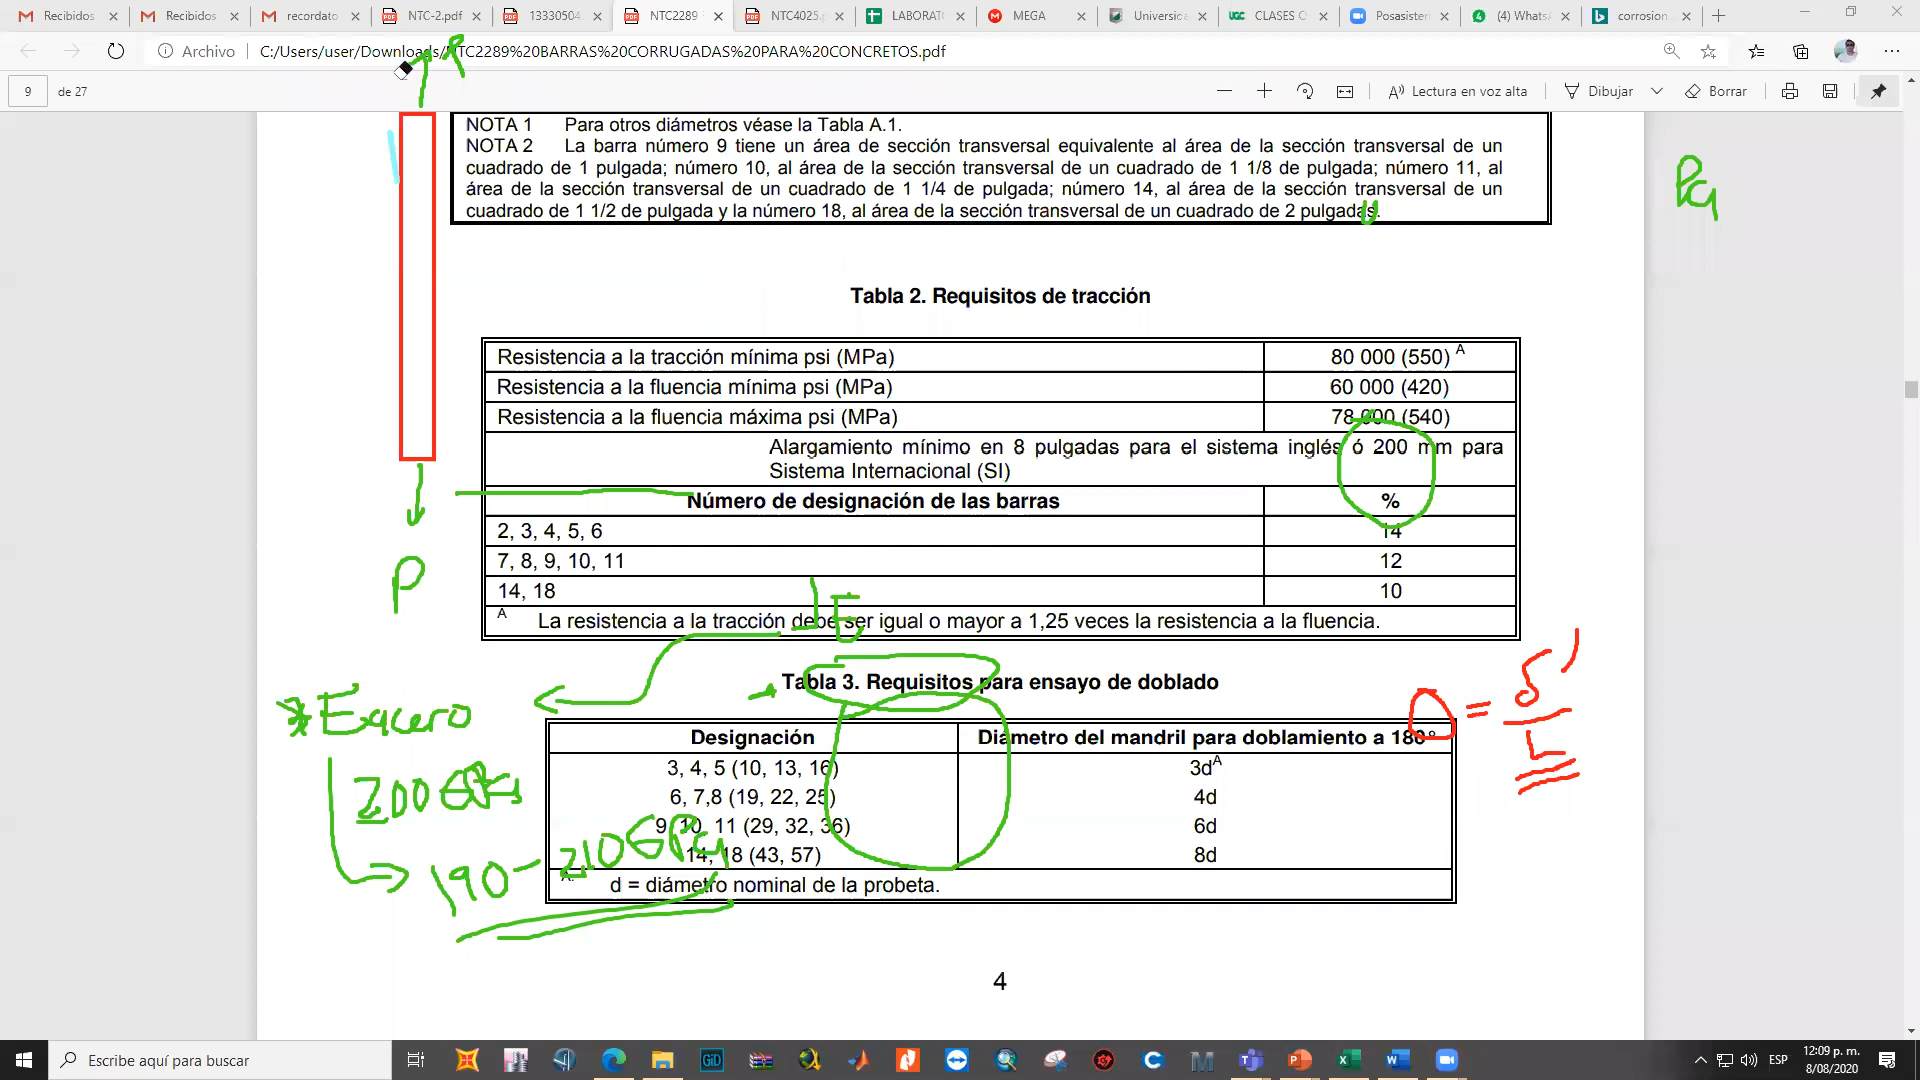 Recibidos
Recibidos
recordato
NTC-2.pdf
13330504.
NTC2289
NTC4025.p
LABORAT
MEGA
Universida
CLASES
Posasisten
(4) WhatsA
corrosion
Archivo C:/Users/user/Downloads/NTC2289%20BARRAS%20CORRUGADAS%20PARA%20CONCRETOS.pdf
9 de 27
Lectura en voz alta
Dibujar
Borrar
P
NOTA 1 Para otros diámetros véase la Tabla A.1.
NOTA 2 La barra número 9 tiene un área de sección transversal equivalente al área de la sección transversal de un
cuadrado de 1 pulgada; número 10, al área de la sección transversal de un cuadrado de 1 1/8 de pulgada; número 11, al
área de la sección transversal de un cuadrado de 1 1/4 de pulgada; número 14, al área de la sección transversal de un
cuadrado de 1 1/2 de pulgada y la número 18, al área de la sección transversal de un cuadrado de 2 pulgadas.
Pa
Tabla 2. Requisitos de tracción
Resistencia a la tracción mínima psi (MPa) 80 000 (550) A
Resistencia a la fluencia mínima psi (MPa) 60 000 (420)
Resistencia a la fluencia máxima psi (MPa) 78 000 (540)
Alargamiento mínimo en 8 pulgadas para el sistema inglés ó 200 mm para
Sistema Internacional (SI)
Número de designación de las barras %
2, 3, 4, 5, 6 14
7, 8, 9, 10, 11 12
14, 18 10
A La resistencia a la tracción debe ser igual o mayor a 1,25 veces la resistencia a la fluencia.
P
E
Tabla 3. Requisitos para ensayo de doblado
Designación Diámetro del mandril para doblamiento a 180°
3, 4, 5 (10, 13, 16) 3dA
6, 7,8 (19, 22, 25) 4d
9, 10, 11 (29, 32, 36) 6d
14, 18 (43, 57) 8d
A. d = diámetro nominal de la probeta.
* Eacero
200 GPa
190 - 210 GPa
= δ
L
4
Escribe aquí para buscar
ESP
12:09 p. m.
8/08/2020